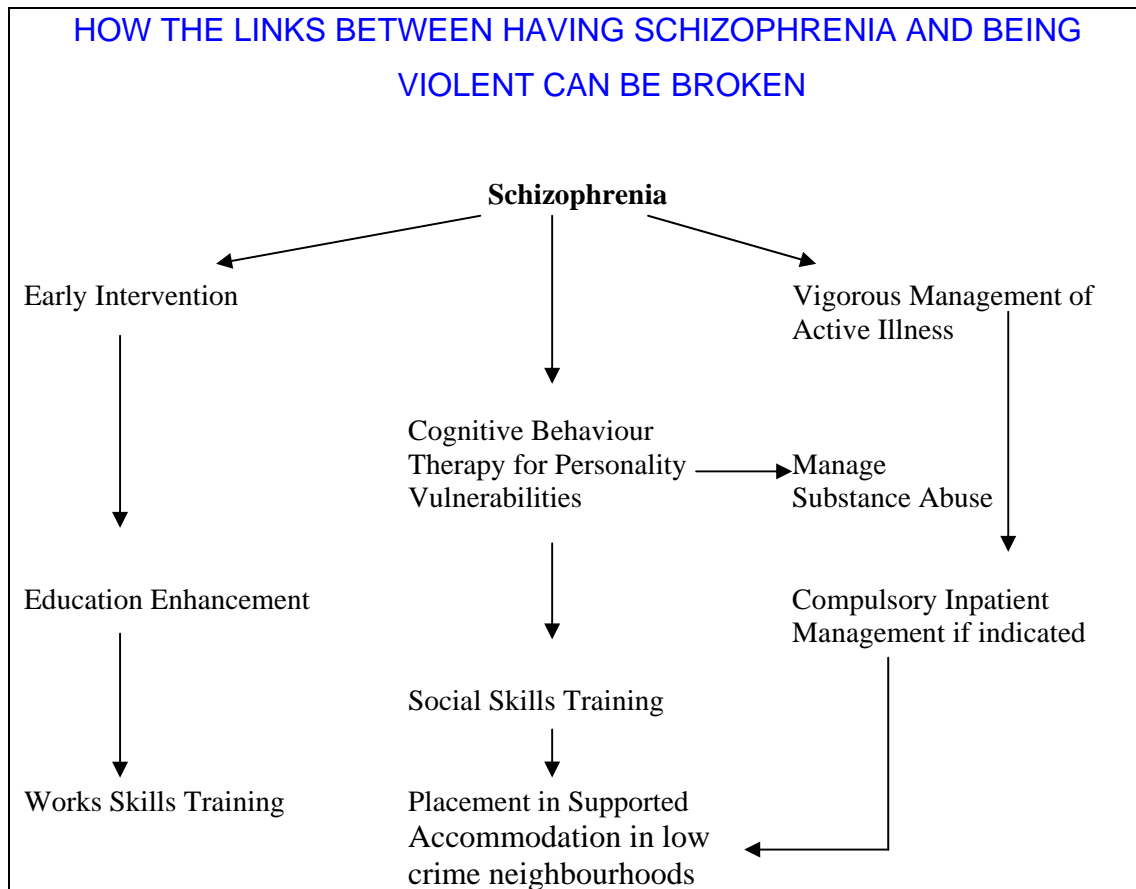 HOW THE LINKS BETWEEN HAVING SCHIZOPHRENIA AND BEING
VIOLENT CAN BE BROKEN
Schizophrenia
Early Intervention
Vigorous Management of
Active Illness
Cognitive Behaviour
Therapy for Personality
Vulnerabilities
Manage
Substance Abuse
Education Enhancement
Compulsory Inpatient
Management if indicated
Social Skills Training
Works Skills Training
Placement in Supported
Accommodation in low
crime neighbourhoods